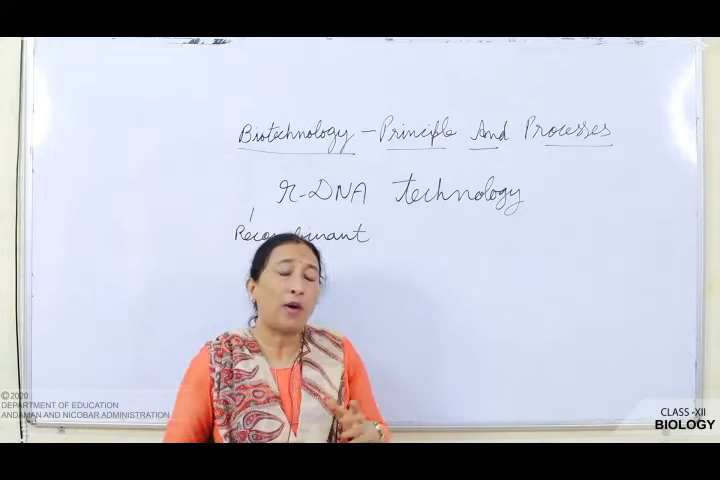 Biotechnology - Principle And Processes
r-DNA technology
Recombinant
©2020
DEPARTMENT OF EDUCATION
ANDAMAN AND NICOBAR ADMINISTRATION
CLASS -XII
BIOLOGY